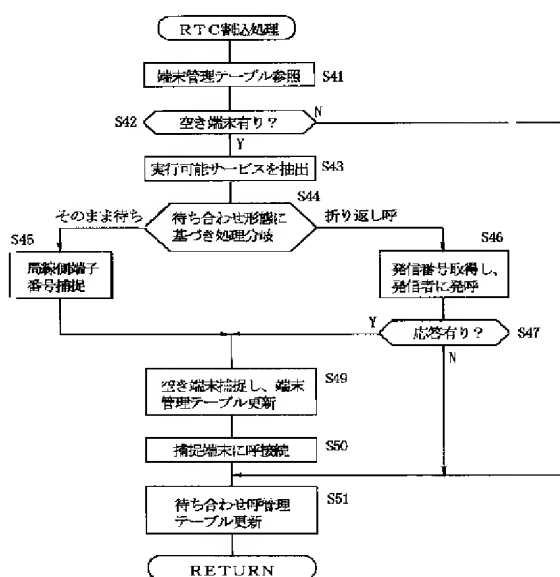 RTC割込処理
端末管理テーブル参照 S41
S42 空き端末有り? N
Y
実行可能サービスを抽出 S43
S44
そのまま待ち 待ち合わせ形態に 折り返し呼
基づき処理分岐
S45 S46
局線側端子
番号捕捉
発信番号取得し、
発信者に発呼
Y 応答有り? S47
N
S49
空き端末捕捉し、端末
管理テーブル更新
捕捉端末に呼接続 S50
待ち合わせ呼管理 S51
テーブル更新
RETURN